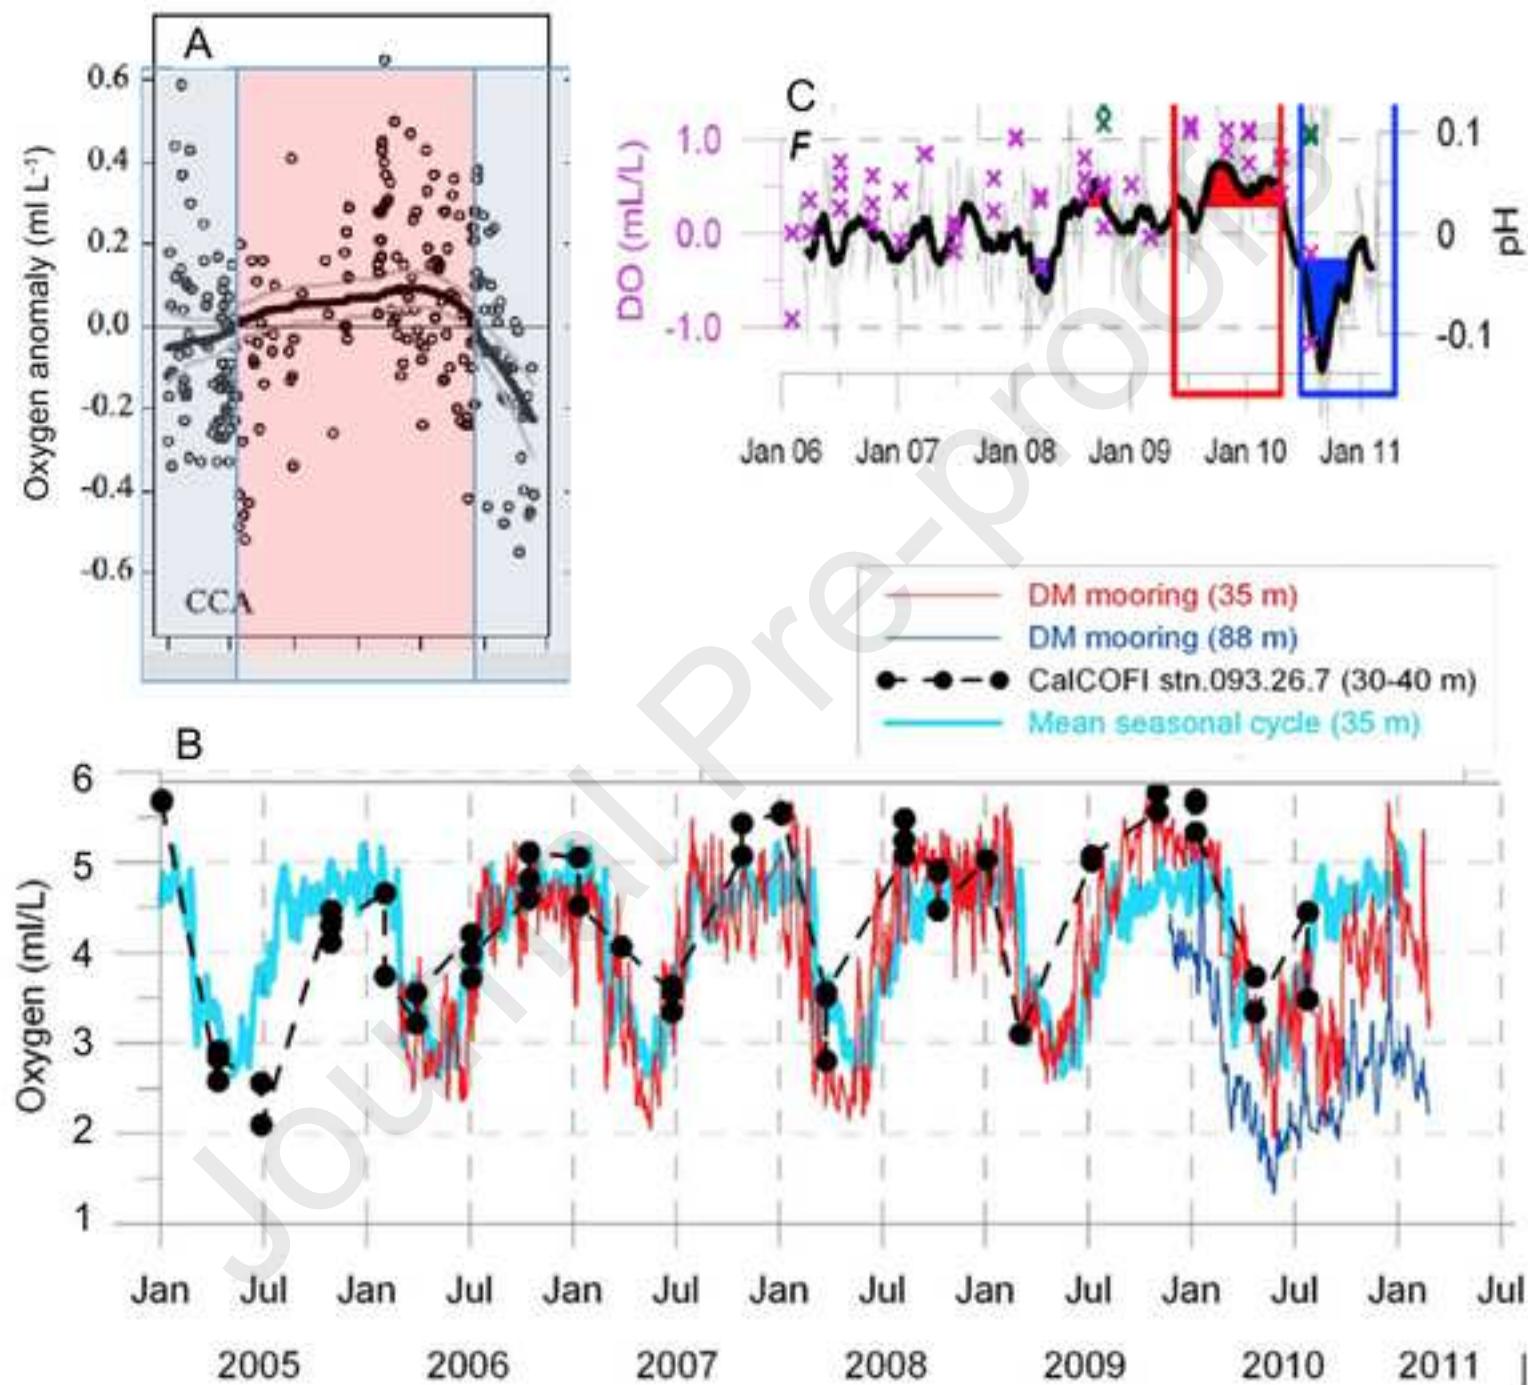 A
Oxygen anomaly (ml L-1)
0.6
0.4
0.2
0.0
-0.2
-0.4
-0.6
CCA
C
F
DO (mL/L)
1.0
0.0
-1.0
0.1
0
-0.1
pH
Jan 06 Jan 07 Jan 08 Jan 09 Jan 10 Jan 11
DM mooring (35 m)
DM mooring (88 m)
CalCOFI stn.093.26.7 (30-40 m)
Mean seasonal cycle (35 m)
B
Oxygen (ml/L)
6
5
4
3
2
1
Jan Jul Jan Jul Jan Jul Jan Jul Jan Jul Jan Jul Jan Jul
2005 2006 2007 2008 2009 2010 2011
Journal Pre-proofs